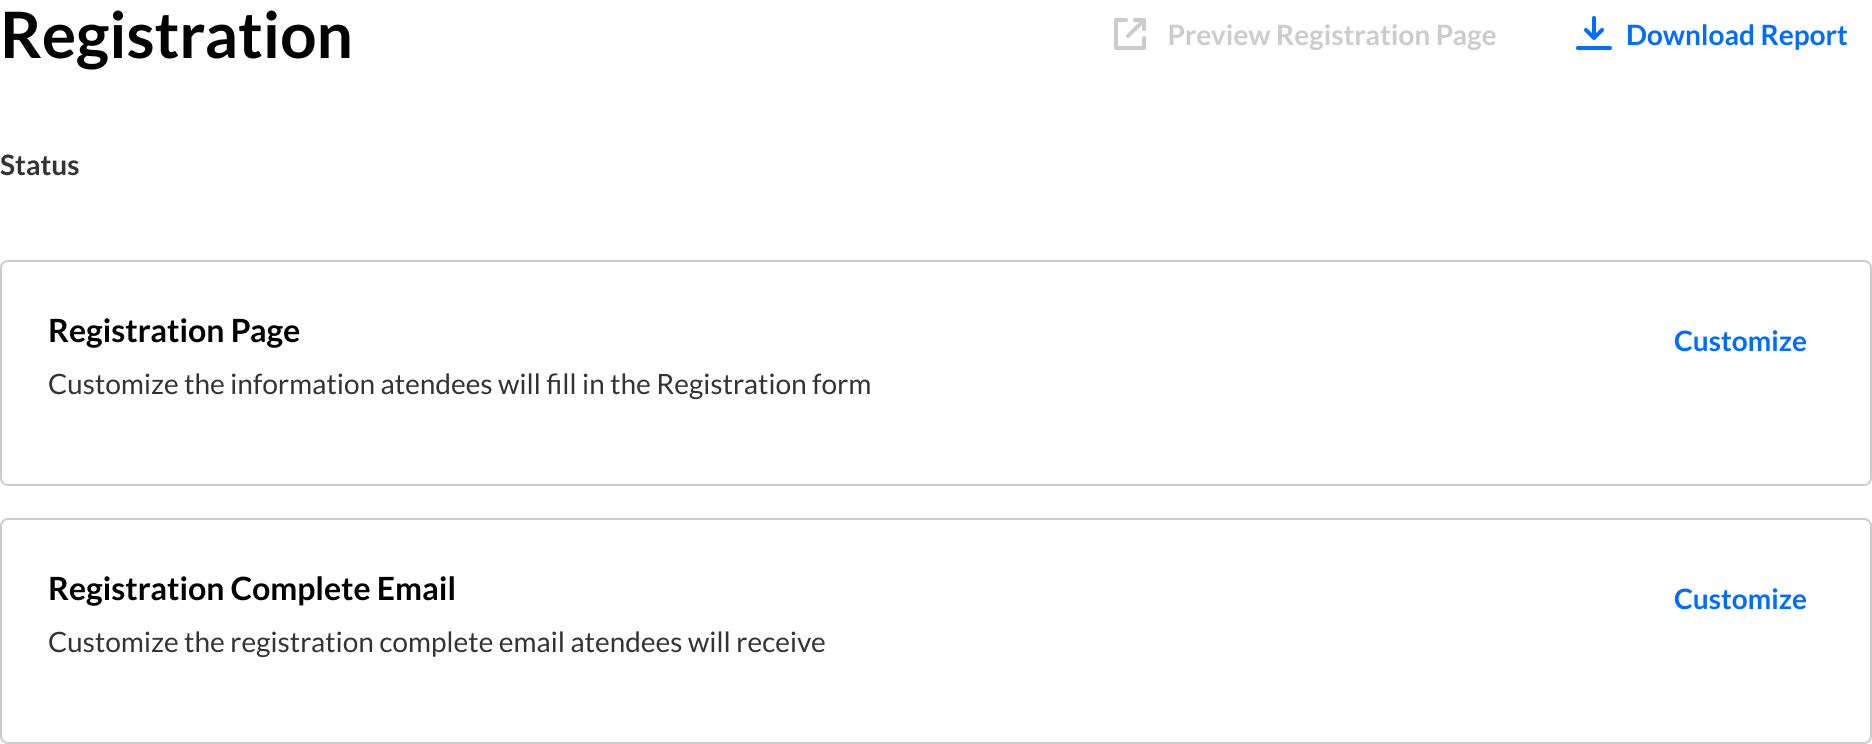 Registration
Preview Registration Page
Download Report
Status
Registration Page
Customize
Customize the information atendees will fill in the Registration form
Registration Complete Email
Customize
Customize the registration complete email atendees will receive